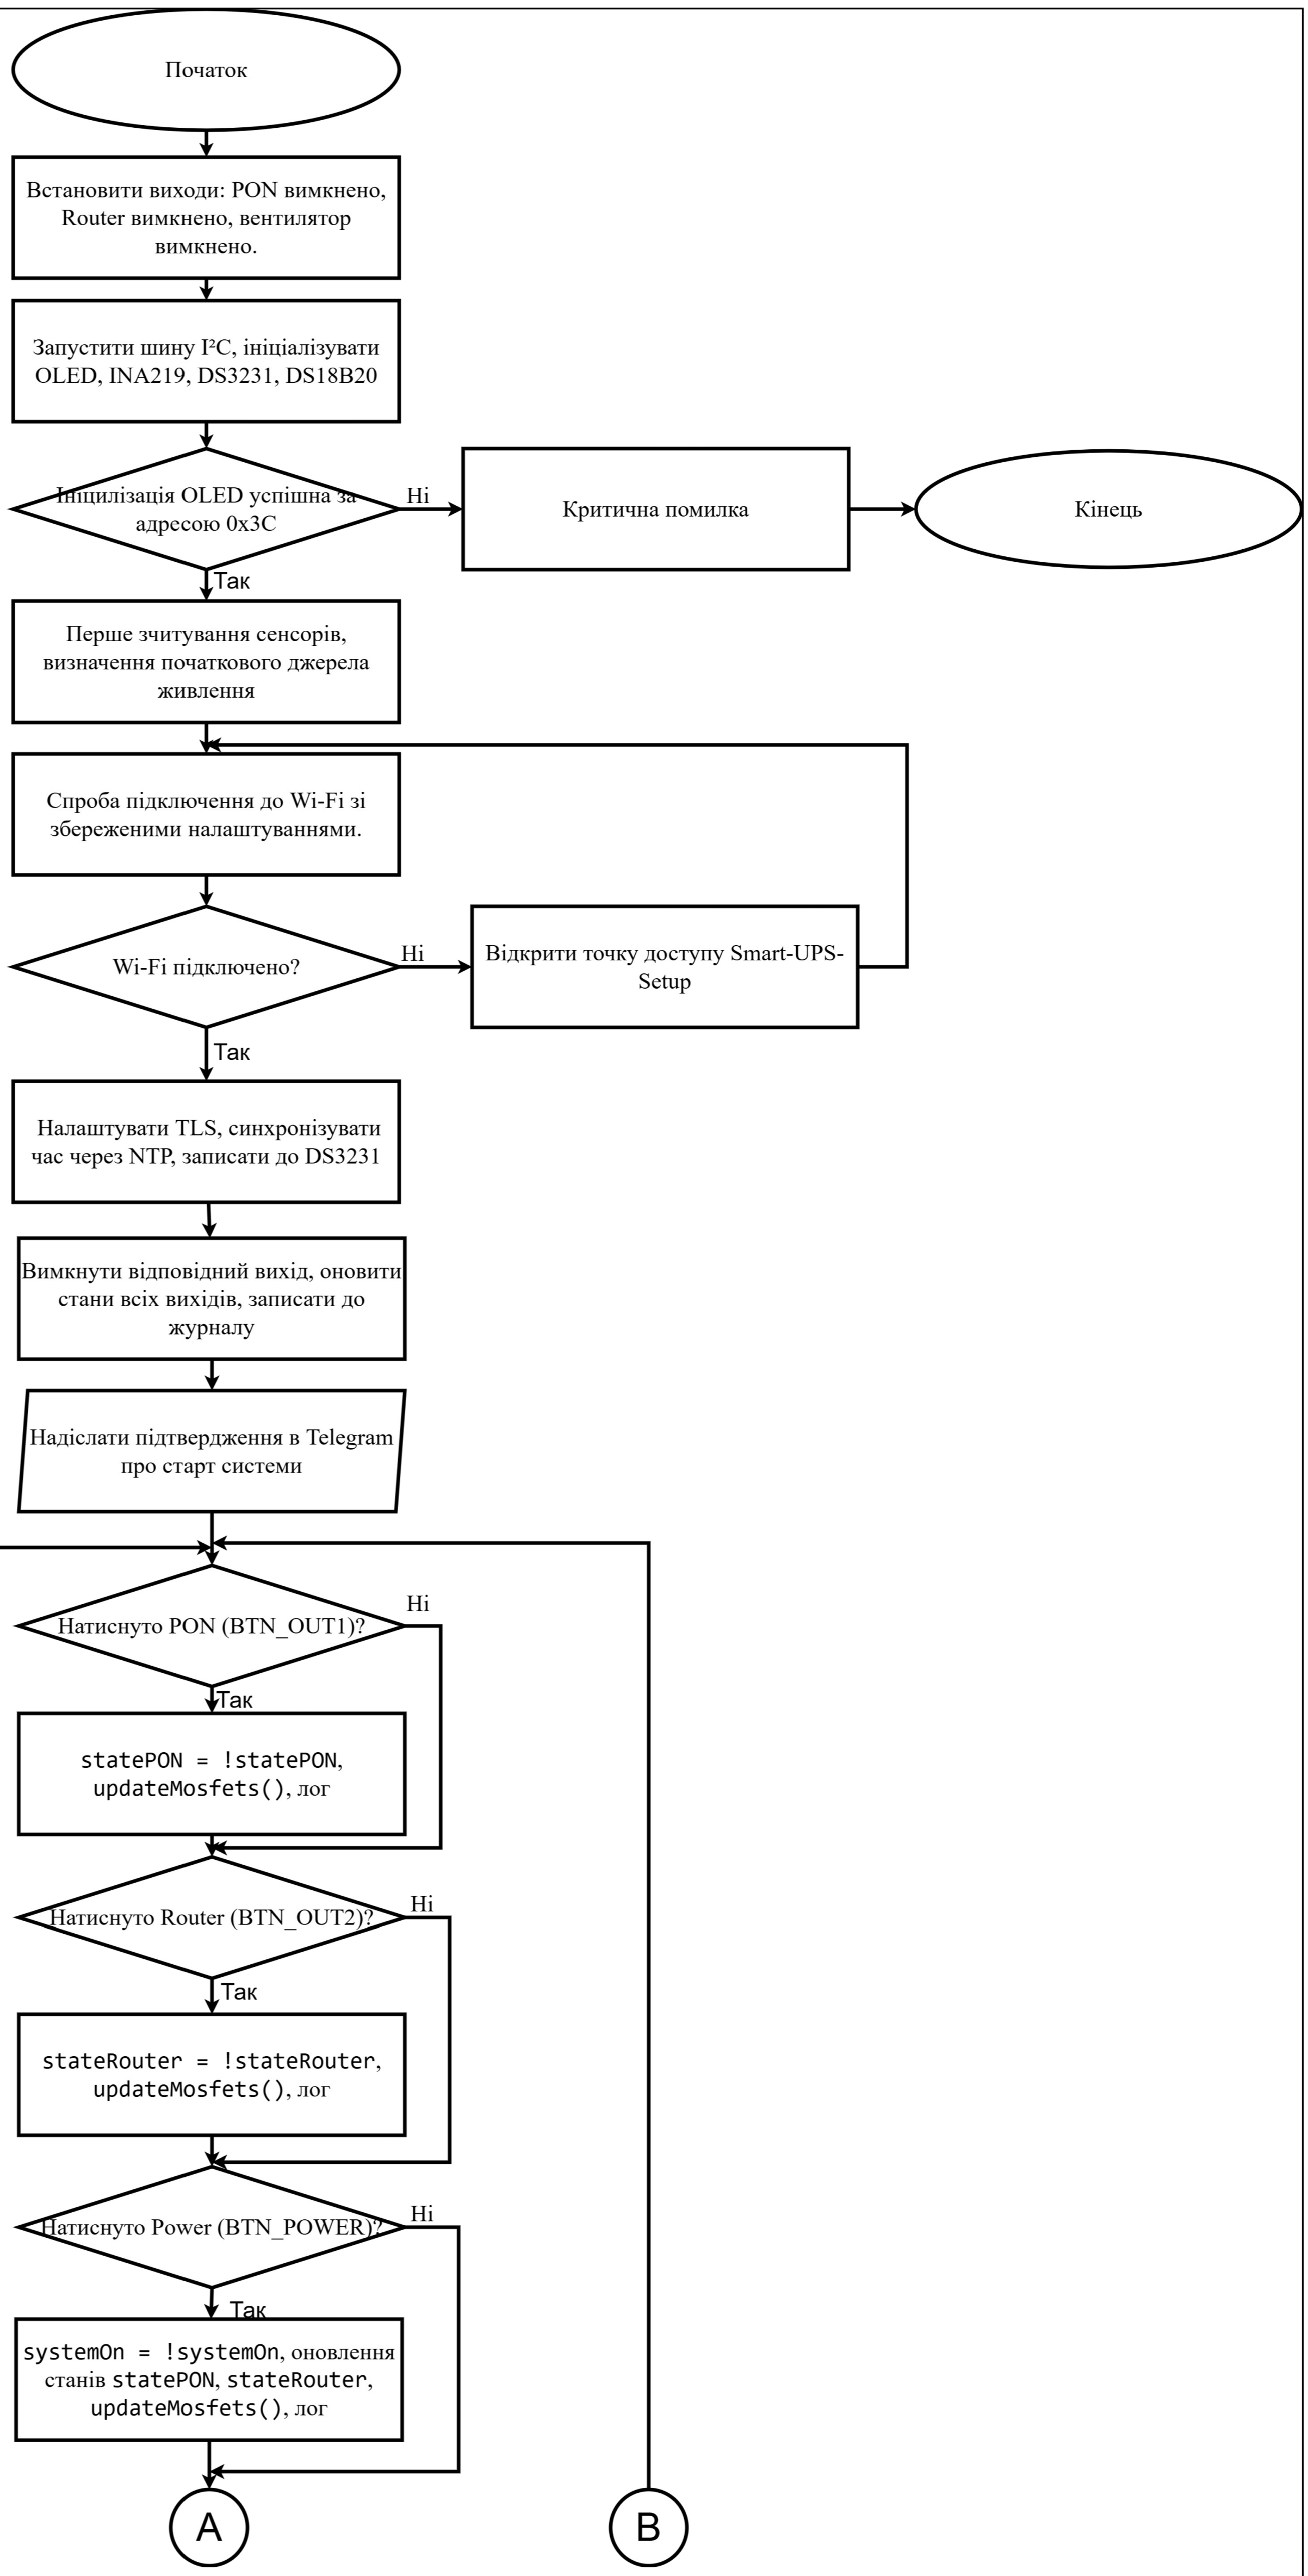 Початок
Встановити виходи: PON вимкнено,
Router вимкнено, вентилятор
вимкнено.
Запустити шину I²C, ініціалізувати
OLED, INA219, DS3231, DS18B20
Ініцилізація OLED успішна за
адресою 0x3C
Ні
Критична помилка
Кінець
Так
Перше зчитування сенсорів,
визначення початкового джерела
живлення
Спроба підключення до Wi-Fi зі
збереженими налаштуваннями.
Wi-Fi підключено?
Ні
Відкрити точку доступу Smart-UPS-
Setup
Так
Налаштувати TLS, синхронізувати
час через NTP, записати до DS3231
Вимкнути відповідний вихід, оновити
стани всіх вихідів, записати до
журналу
Надіслати підтвердження в Telegram
про старт системи
Натиснуто PON (BTN_OUT1)?
Ні
Так
statePON = !statePON,
updateMosfets(), лог
Натиснуто Router (BTN_OUT2)?
Ні
Так
stateRouter = !stateRouter,
updateMosfets(), лог
Натиснуто Power (BTN_POWER)?
Ні
Так
systemOn = !systemOn, оновлення
станів statePON, stateRouter,
updateMosfets(), лог
A
B